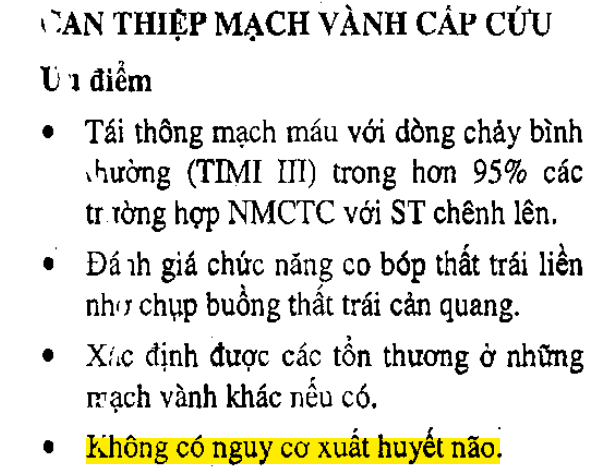 CAN THIỆP MẠCH VÀNH CẤP CỨU
Ưu điểm
• Tái thông mạch máu với dòng chảy bình
thường (TIMI III) trong hơn 95% các
trường hợp NMCTC với ST chênh lên.
• Đánh giá chức năng co bóp thất trái liền
nhờ chụp buồng thất trái cản quang.
• Xác định được các tổn thương ở những
mạch vành khác nếu có.
• Không có nguy cơ xuất huyết não.